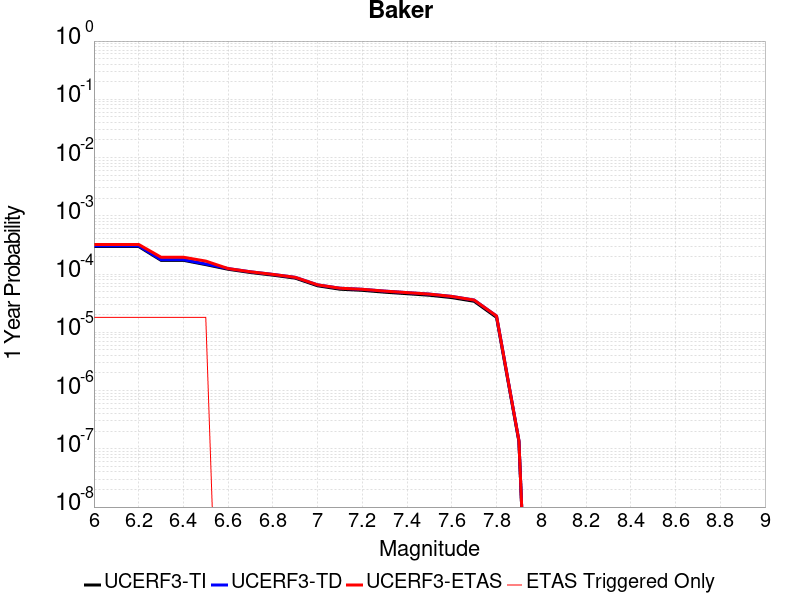 Baker
10^0
10^-1
10^-2
10^-3
10^-4
10^-5
10^-6
10^-7
10^-8
1 Year Probability
6 6.2 6.4 6.6 6.8 7 7.2 7.4 7.6 7.8 8 8.2 8.4 8.6 8.8 9
Magnitude
UCERF3-TI UCERF3-TD UCERF3-ETAS ETAS Triggered Only